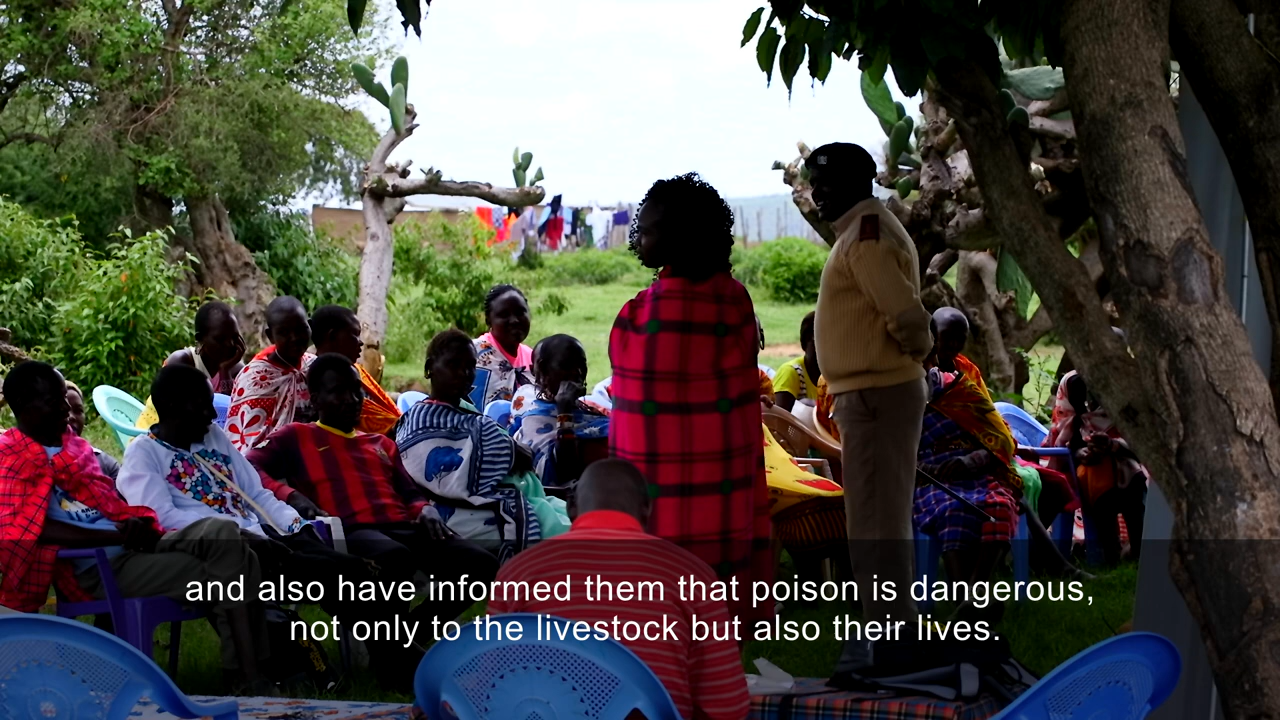 and also have informed them that poison is dangerous,
not only to the livestock but also their lives.